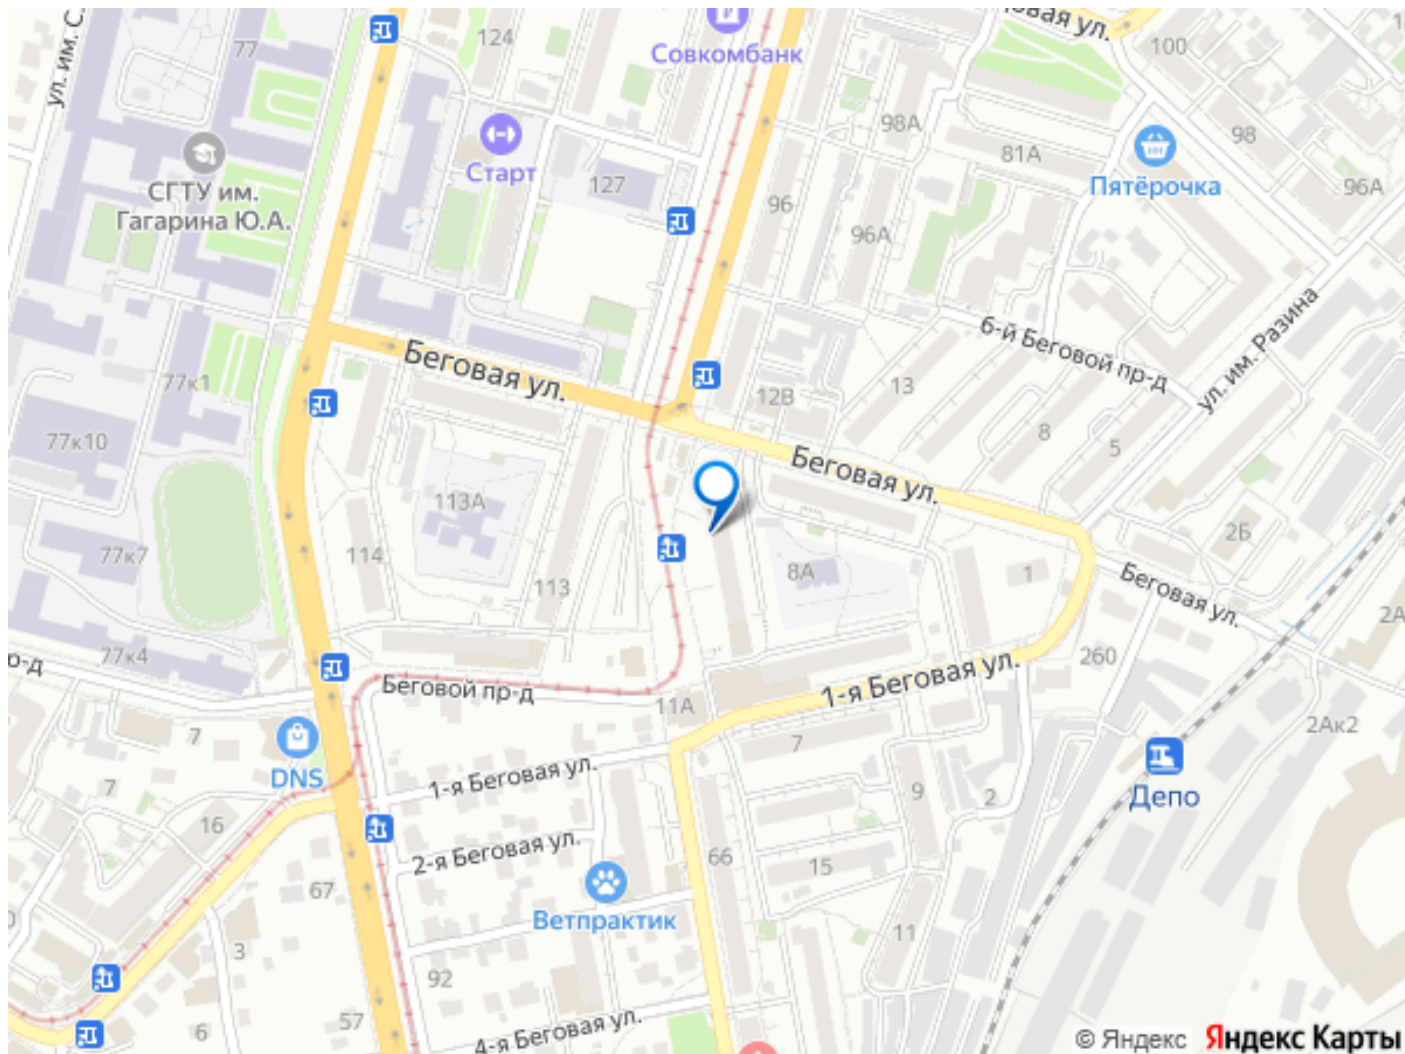 ул. им. С.
77
124
Совкомбанк
овая ул.
100
98А
98
81А
Старт
127
Пятёрочка
96А
СГТУ им.
Гагарина Ю.А.
96
96А
6-й Беговой пр-д
ул. им. Разина
Беговая ул.
77к1
13
12В
8
5
77к10
Беговая ул.
113А
2Б
77к7
114
113
8А
1
Беговая ул.
2А
о-д
77к4
260
1-я Беговая ул.
Беговой пр-д
11А
7
7
2Ак2
DNS
1-я Беговая ул.
7
9
2
Депо
16
2-я Беговая ул.
66
15
67
Ветпрактик
11
3
92
57
6
4-я Беговая ул.
© Яндекс Яндекс Карты